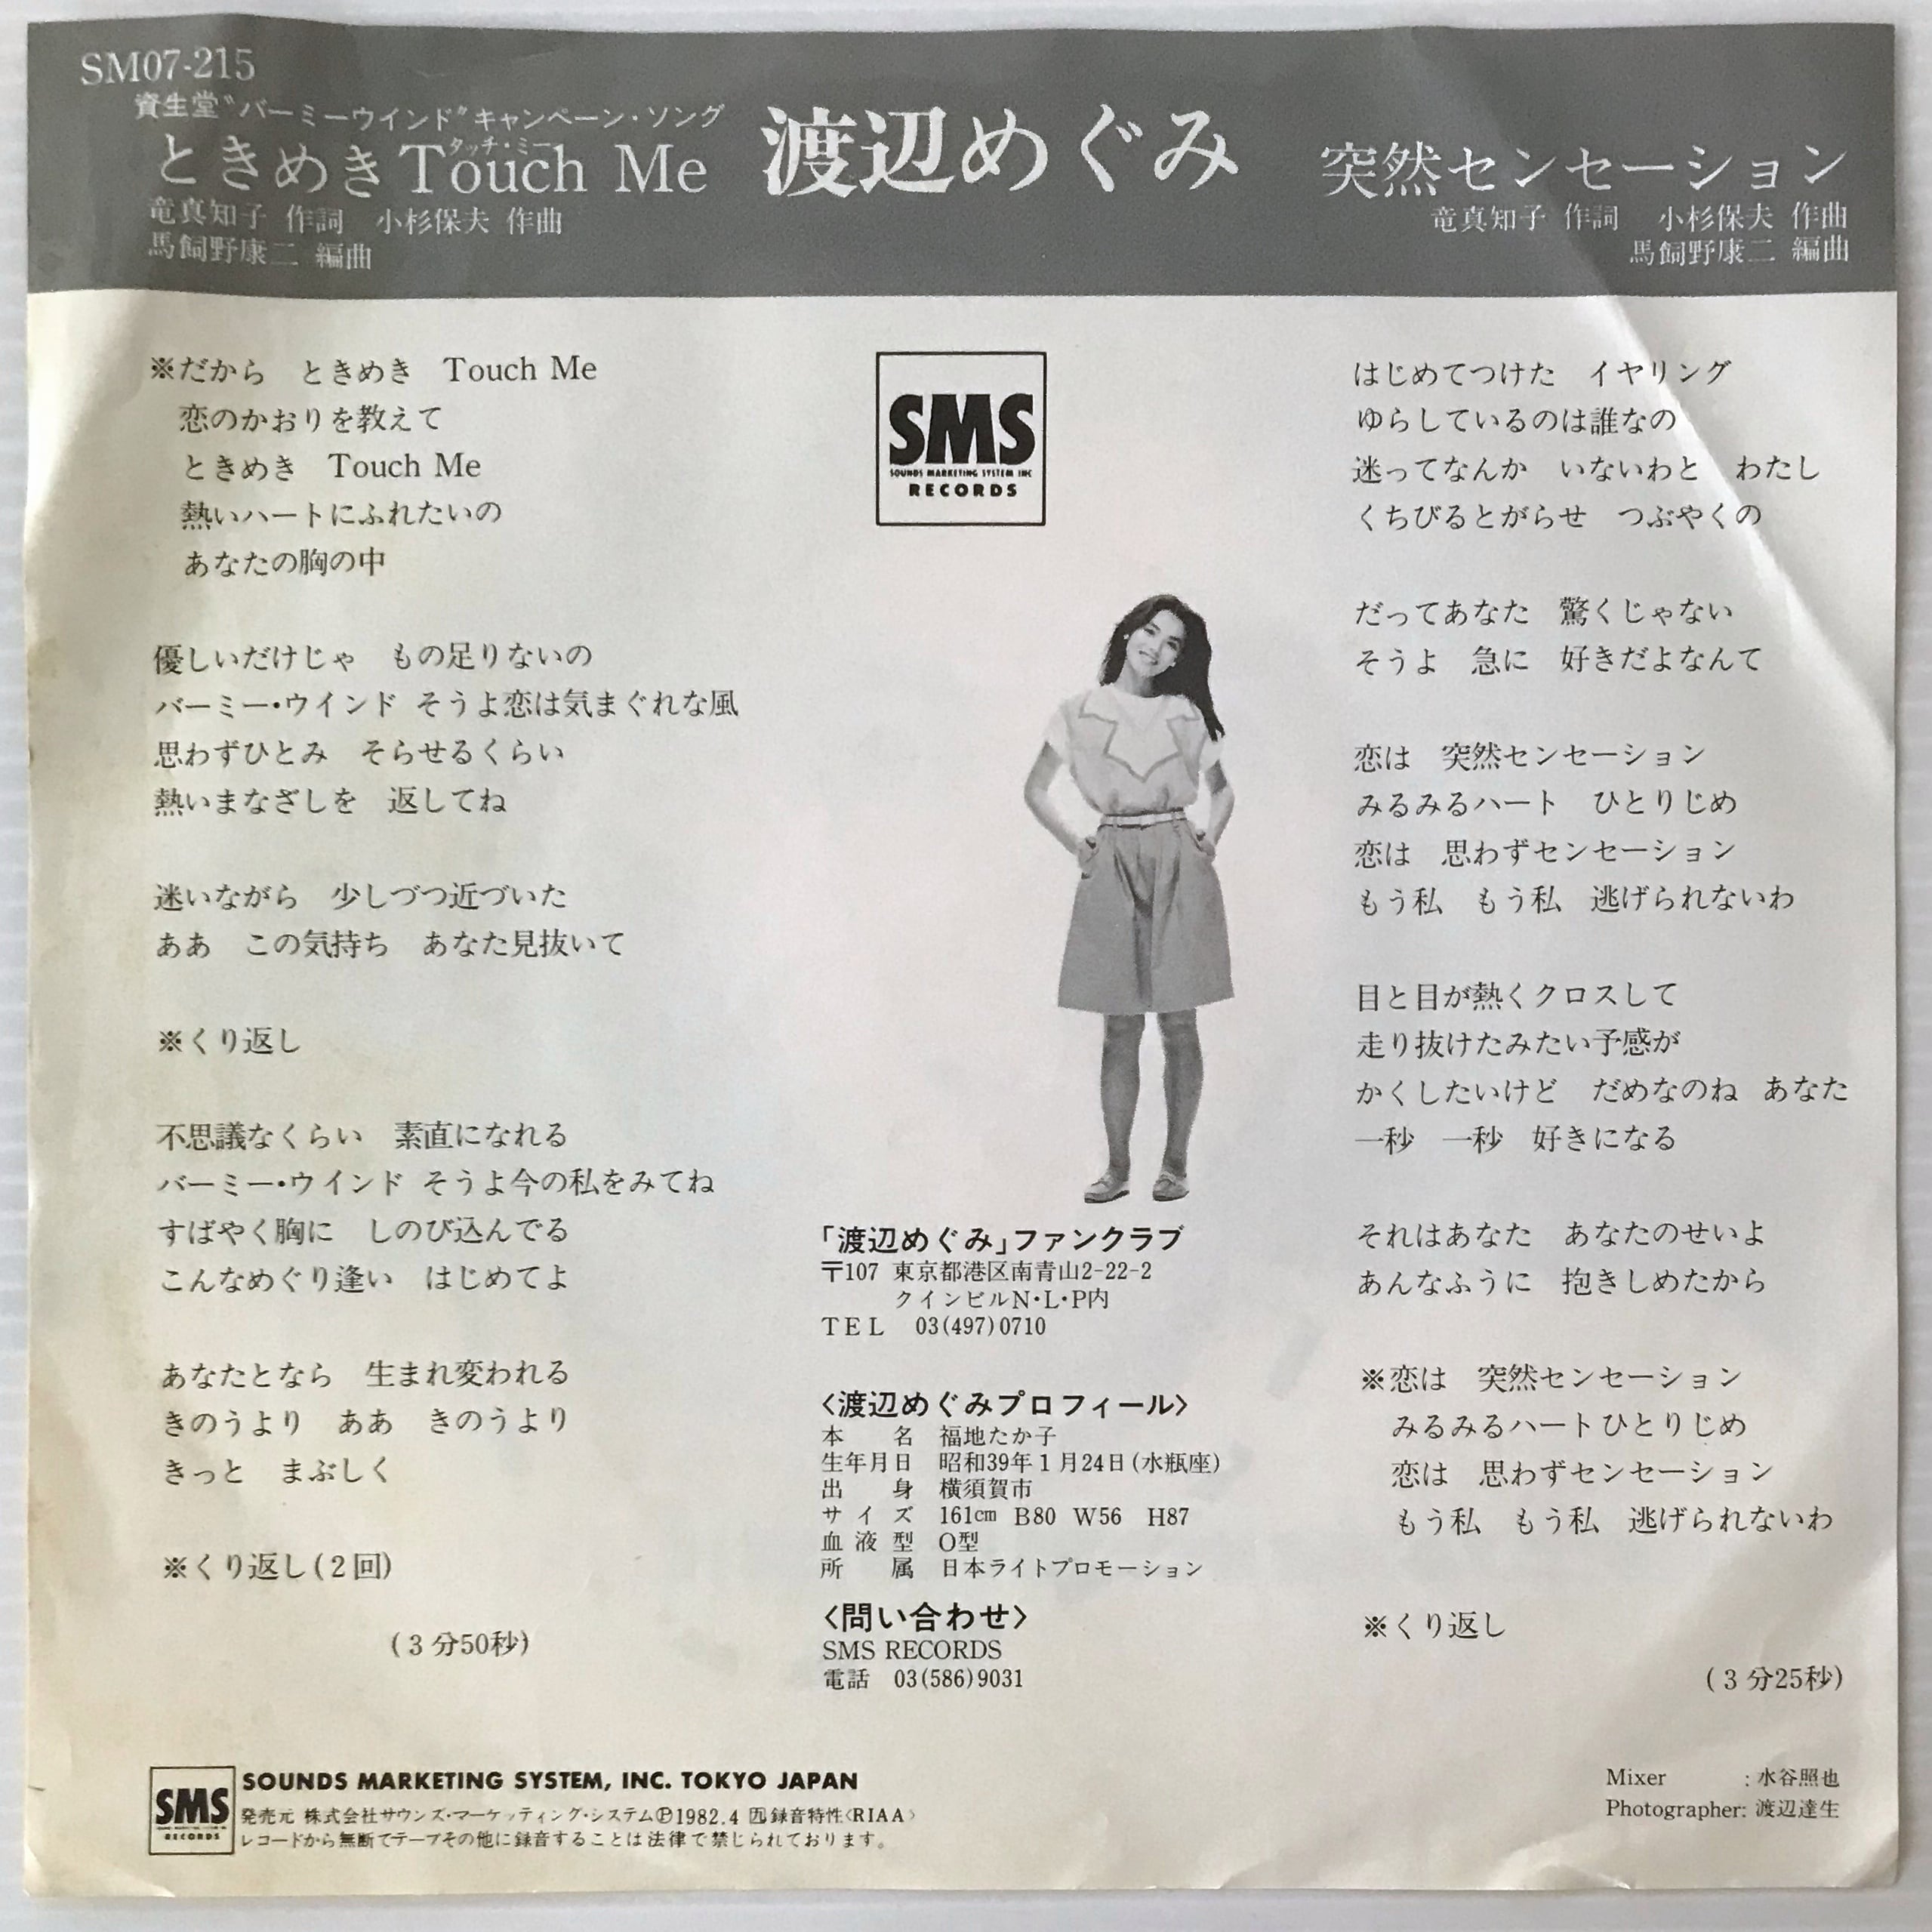 SM07-215
資生堂“バーミーウインド”キャンペーン・ソング
タッチ・ミー
ときめきTouch Me
竜真知子 作詞　小杉保夫 作曲
馬飼野康二 編曲
渡辺めぐみ
突然センセーション
竜真知子 作詞　小杉保夫 作曲
馬飼野康二 編曲
※だから　ときめき　Touch Me
恋のかおりを教えて
ときめき　Touch Me
熱いハートにふれたいの
あなたの胸の中
優しいだけじゃ　もの足りないの
バーミー・ウインド そうよ恋は気まぐれな風
思わずひとみ　そらせるくらい
熱いまなざしを　返してね
迷いながら　少しづつ近づいた
ああ　この気持ち　あなた見抜いて
※くり返し
不思議なくらい　素直になれる
バーミー・ウインド そうよ今の私をみてね
すばやく胸に　しのび込んでる
こんなめぐり逢い　はじめてよ
あなたとなら　生まれ変われる
きのうより　ああ　きのうより
きっと　まぶしく
※くり返し(2回)
(3分50秒)
SMS
SOUNDS MARKETING SYSTEM INC
RECORDS
「渡辺めぐみ」ファンクラブ
〒107 東京都港区南青山2-22-2
クインビルN・L・P内
TEL　03(497)0710
〈渡辺めぐみプロフィール〉
本　　名　福地たか子
生年月日　昭和39年1月24日(水瓶座)
出　　身　横須賀市
サ イ ズ　161cm B80 W56 H87
血 液 型　O型
所　　属　日本ライトプロモーション
〈問い合わせ〉
SMS RECORDS
電話　03(586)9031
はじめてつけた　イヤリング
ゆらしているのは誰なの
迷ってなんか　いないわと　わたし
くちびるとがらせ　つぶやくの
だってあなた　驚くじゃない
そうよ　急に　好きだよなんて
恋は　突然センセーション
みるみるハート　ひとりじめ
恋は　思わずセンセーション
もう私　もう私　逃げられないわ
目と目が熱くクロスして
走り抜けたみたい予感が
かくしたいけど　だめなのね　あなた
一秒　一秒　好きになる
それはあなた　あなたのせいよ
あんなふうに　抱きしめたから
※恋は　突然センセーション
みるみるハート ひとりじめ
恋は　思わずセンセーション
もう私　もう私　逃げられないわ
※くり返し
(3分25秒)
SMS
RECORDS
SOUNDS MARKETING SYSTEM, INC. TOKYO JAPAN
発売元 株式会社サウンズ・マーケッティング・システム Ⓟ1982.4 録音特性〈RIAA〉
レコードから無断でテープその他に録音することは法律で禁じられております。
Mixer : 水谷照也
Photographer: 渡辺達生